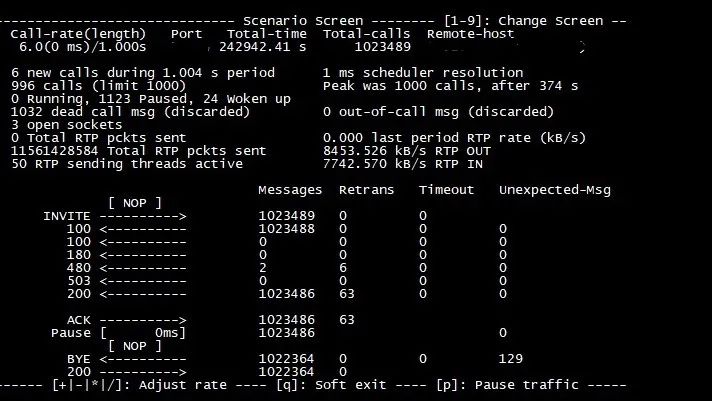 ------------------------------ Scenario Screen -------- [1-9]: Change Screen --
Call-rate(length)   Port   Total-time  Total-calls  Remote-host
6.0(0 ms)/1.000s   242942.41 s   1023489
6 new calls during 1.004 s period      1 ms scheduler resolution
996 calls (limit 1000)                 Peak was 1000 calls, after 374 s
0 Running, 1123 Paused, 24 Woken up
1032 dead call msg (discarded)         0 out-of-call msg (discarded)
3 open sockets
0 Total RTP pckts sent                 0.000 last period RTP rate (kB/s)
11561428584 Total RTP pckts sent       8453.526 kB/s RTP OUT
50 RTP sending threads active          7742.570 kB/s RTP IN
Messages  Retrans   Timeout   Unexpected-Msg
[ NOP ]
INVITE ---------->         1023489   0         0
100 <----------         1023488   0         0         0
100 <----------         0         0         0         0
180 <----------         0         0         0         0
480 <----------         2         6         0         0
503 <----------         0         0         0         0
200 <----------         1023486   63        0         0
ACK ---------->         1023486   63
Pause [      0ms]         1023486                       0
[ NOP ]
BYE <----------         1022364   0         0         129
200 ---------->         1022364   0
------ [+|-|*|/]: Adjust rate ---- [q]: Soft exit ---- [p]: Pause traffic -----